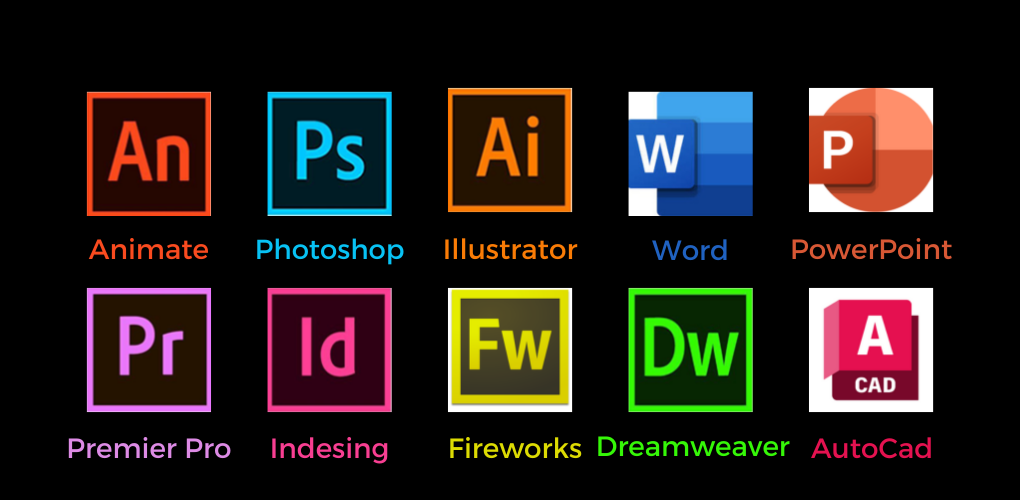 An Ps Ai W P
Animate Photoshop Illustrator Word PowerPoint
Pr Id Fw Dw A
CAD
Premier Pro Indesing Fireworks Dreamweaver AutoCad